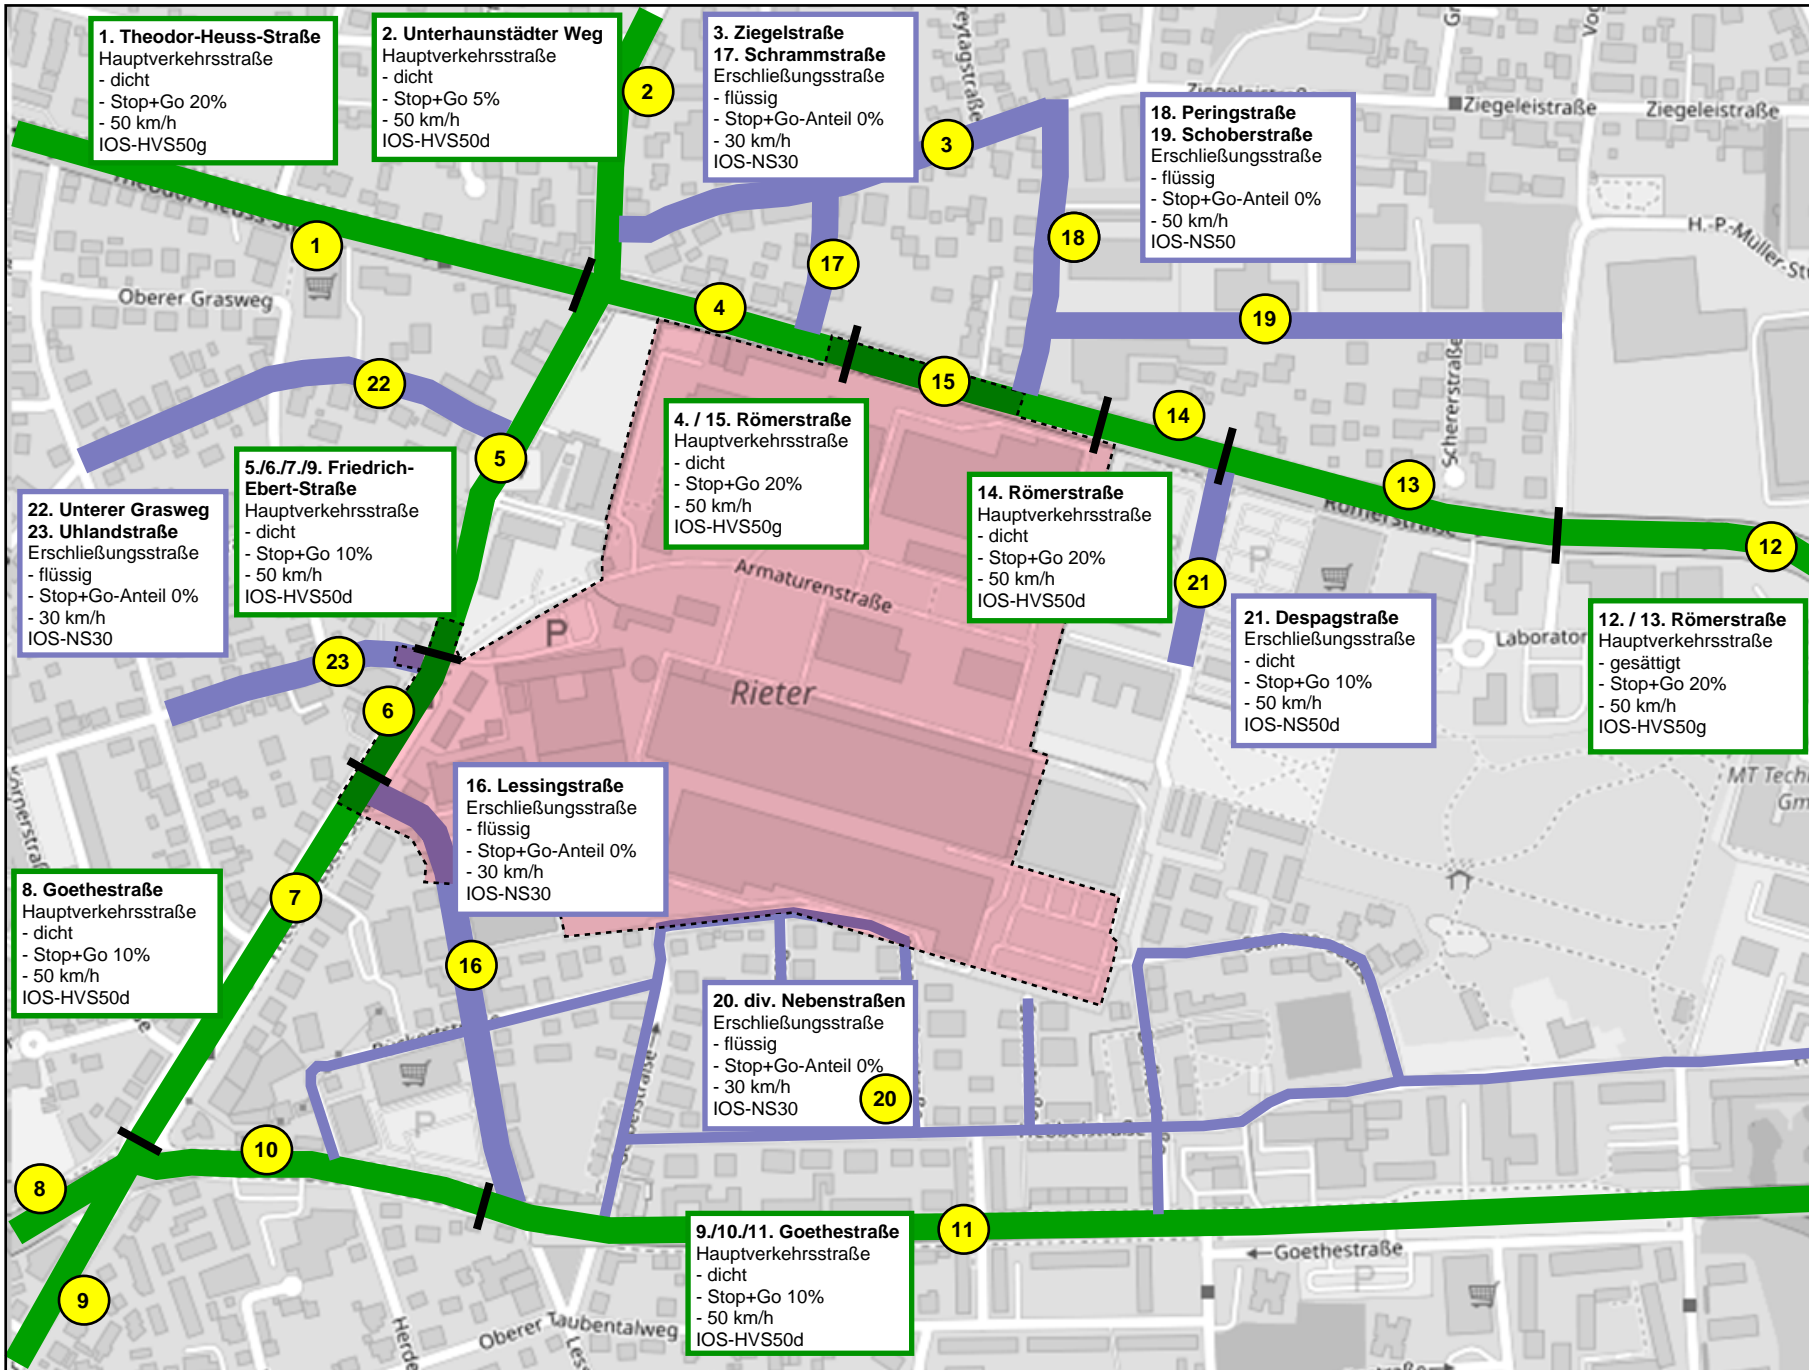 1. Theodor-Heuss-Straße
Hauptverkehrsstraße
- dicht
- Stop+Go 20%
- 50 km/h
IOS-HVS50g
2. Unterhaunstädter Weg
Hauptverkehrsstraße
- dicht
- Stop+Go 5%
- 50 km/h
IOS-HVS50d
2
3. Ziegelstraße
17. Schrammstraße
Erschließungsstraße
- flüssig
- Stop+Go-Anteil 0%
- 30 km/h
IOS-NS30
3
18. Peringstraße
19. Schoberstraße
Erschließungsstraße
- flüssig
- Stop+Go-Anteil 0%
- 50 km/h
IOS-NS50
Ziegeleistraße
Ziegeleistraße
H.-P.-Müller-St
1
Oberer Grasweg
4
17
18
19
15
14
13
12
Schererstraße
Römerstraße
22
5
4. / 15. Römerstraße
Hauptverkehrsstraße
- dicht
- Stop+Go 20%
- 50 km/h
IOS-HVS50g
5./6./7./9. Friedrich-
Ebert-Straße
Hauptverkehrsstraße
- dicht
- Stop+Go 10%
- 50 km/h
IOS-HVS50d
22. Unterer Grasweg
23. Uhlandstraße
Erschließungsstraße
- flüssig
- Stop+Go-Anteil 0%
- 30 km/h
IOS-NS30
14. Römerstraße
Hauptverkehrsstraße
- dicht
- Stop+Go 20%
- 50 km/h
IOS-HVS50d
P
21
21. Despagstraße
Erschließungsstraße
- dicht
- Stop+Go 10%
- 50 km/h
IOS-NS50d
Laborator
12. / 13. Römerstraße
Hauptverkehrsstraße
- gesättigt
- Stop+Go 20%
- 50 km/h
IOS-HVS50g
Armaturenstraße
P
Rieter
23
6
16. Lessingstraße
Erschließungsstraße
- flüssig
- Stop+Go-Anteil 0%
- 30 km/h
IOS-NS30
MT Tech
Gm
8. Goethestraße
Hauptverkehrsstraße
- dicht
- Stop+Go 10%
- 50 km/h
IOS-HVS50d
7
16
20. div. Nebenstraßen
Erschließungsstraße
- flüssig
- Stop+Go-Anteil 0%
- 30 km/h
IOS-NS30
20
P
10
8
9
9./10./11. Goethestraße
Hauptverkehrsstraße
- dicht
- Stop+Go 10%
- 50 km/h
IOS-HVS50d
11
←Goethestraße
P
Oberer Taubentalweg
Herde
Less